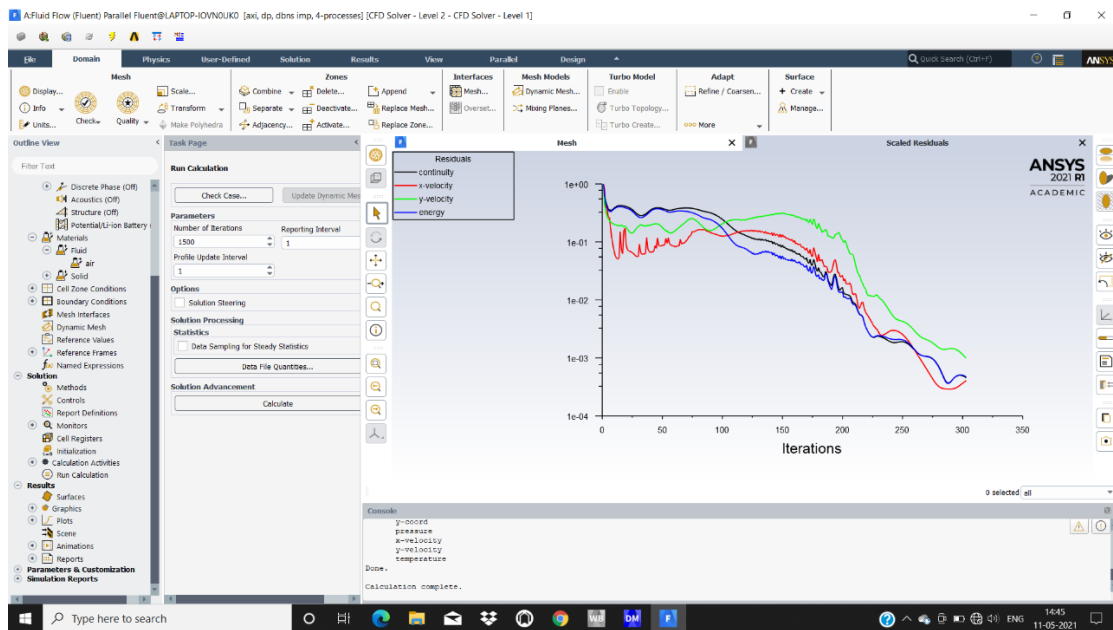 A:Fluid Flow (Fluent) Parallel Fluent@LAPTOP-IOVN0UK0 [axi, dp, dbns imp, 4-processes] [CFD Solver - Level 2 - CFD Solver - Level 1]
File Domain Physics User-Defined Solution Results View Parallel Design Quick Search (Ctrl+F) ANSYS
Mesh Zones Interfaces Mesh Models Turbo Model Adapt Surface
Display... Scale... Combine Delete... Append Mesh... Dynamic Mesh... Enable Refine / Coarsen... Create
Info Transform Separate Deactivate... Replace Mesh... Overset... Mixing Planes... Turbo Topology... Manage...
Units... Check Quality Make Polyhedra Adjacency... Activate... Replace Zone... Turbo Create... More
Outline View
Filter Text
Discrete Phase (Off)
Acoustics (Off)
Structure (Off)
Potential/Li-ion Battery
Materials
Fluid
air
Solid
Cell Zone Conditions
Boundary Conditions
Mesh Interfaces
Dynamic Mesh
Reference Values
Reference Frames
Named Expressions
Solution
Methods
Controls
Report Definitions
Monitors
Cell Registers
Initialization
Calculation Activities
Run Calculation
Results
Surfaces
Graphics
Plots
Scene
Animations
Reports
Parameters & Customization
Simulation Reports
Task Page
Run Calculation
Check Case... Update Dynamic Mes
Parameters
Number of Iterations Reporting Interval
1500 1
Profile Update Interval
1
Options
Solution Steering
Solution Processing
Statistics
Data Sampling for Steady Statistics
Data File Quantities...
Solution Advancement
Calculate
Mesh
Scaled Residuals
Residuals
continuity
x-velocity
y-velocity
energy
ANSYS
2021 R1
ACADEMIC
1e+00
1e-01
1e-02
1e-03
1e-04
0 50 100 150 200 250 300 350
Iterations
0 selected all
Console
y-coord
pressure
x-velocity
y-velocity
temperature
Done.
Calculation complete.
Type here to search
WB DM F
ENG
14:45
11-05-2021